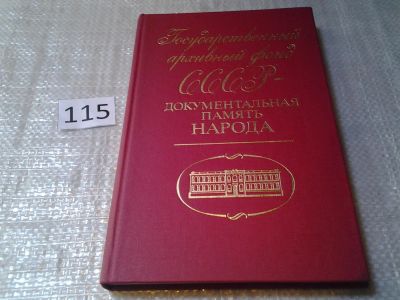 Государственный
архивный фонд
СССР-
ДОКУМЕНТАЛЬНАЯ
ПАМЯТЬ
НАРОДА
115